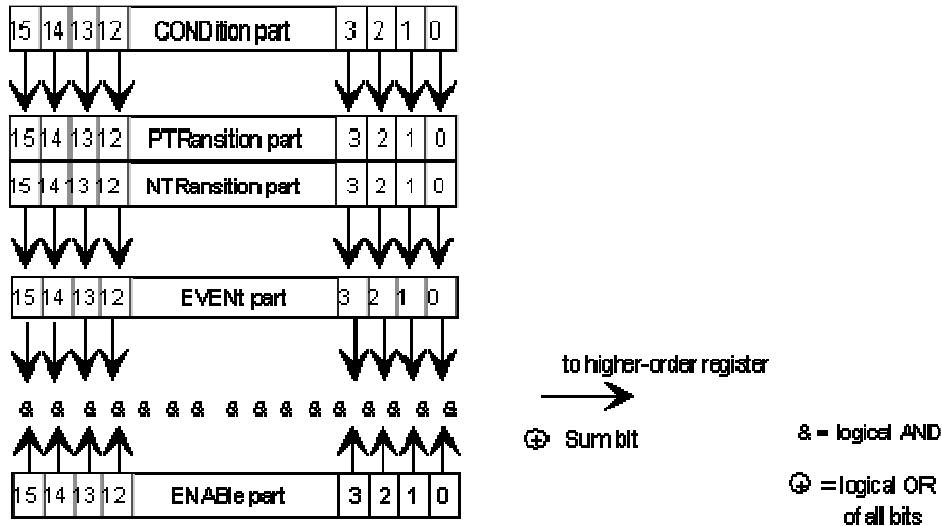 15 14 13 12 CONDition part 3 2 1 0
15 14 13 12 PTRansition part 3 2 1 0
15 14 13 12 NTRansition part 3 2 1 0
15 14 13 12 EVENt part 3 2 1 0
to higher-order register
& & & & & & & & & & & & & & & &
⊕ Sum bit
& = logical AND
15 14 13 12 ENABle part 3 2 1 0
⊕ = logical OR
of all bits